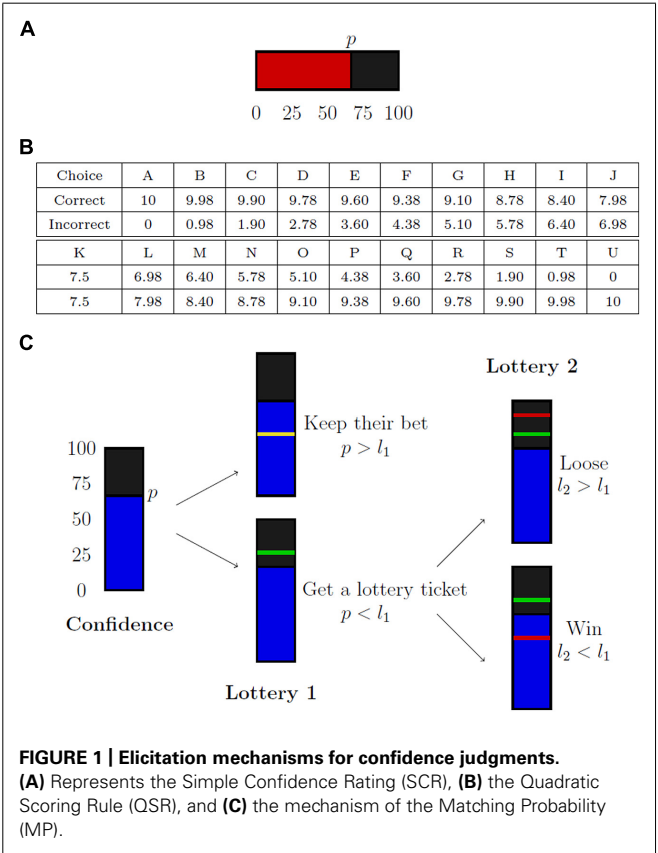 A
p
0 25 50 75 100
B
Choice A B C D E F G H I J
Correct 10 9.98 9.90 9.78 9.60 9.38 9.10 8.78 8.40 7.98
Incorrect 0 0.98 1.90 2.78 3.60 4.38 5.10 5.78 6.40 6.98
K L M N O P Q R S T U
7.5 6.98 6.40 5.78 5.10 4.38 3.60 2.78 1.90 0.98 0
7.5 7.98 8.40 8.78 9.10 9.38 9.60 9.78 9.90 9.98 10
C
100
75
50
25
0
p
Confidence
Keep their bet
p > l₁
Get a lottery ticket
p < l₁
Lottery 1
Lottery 2
Loose
l₂ > l₁
Win
l₂ < l₁
FIGURE 1 | Elicitation mechanisms for confidence judgments.
(A) Represents the Simple Confidence Rating (SCR), (B) the Quadratic
Scoring Rule (QSR), and (C) the mechanism of the Matching Probability
(MP).